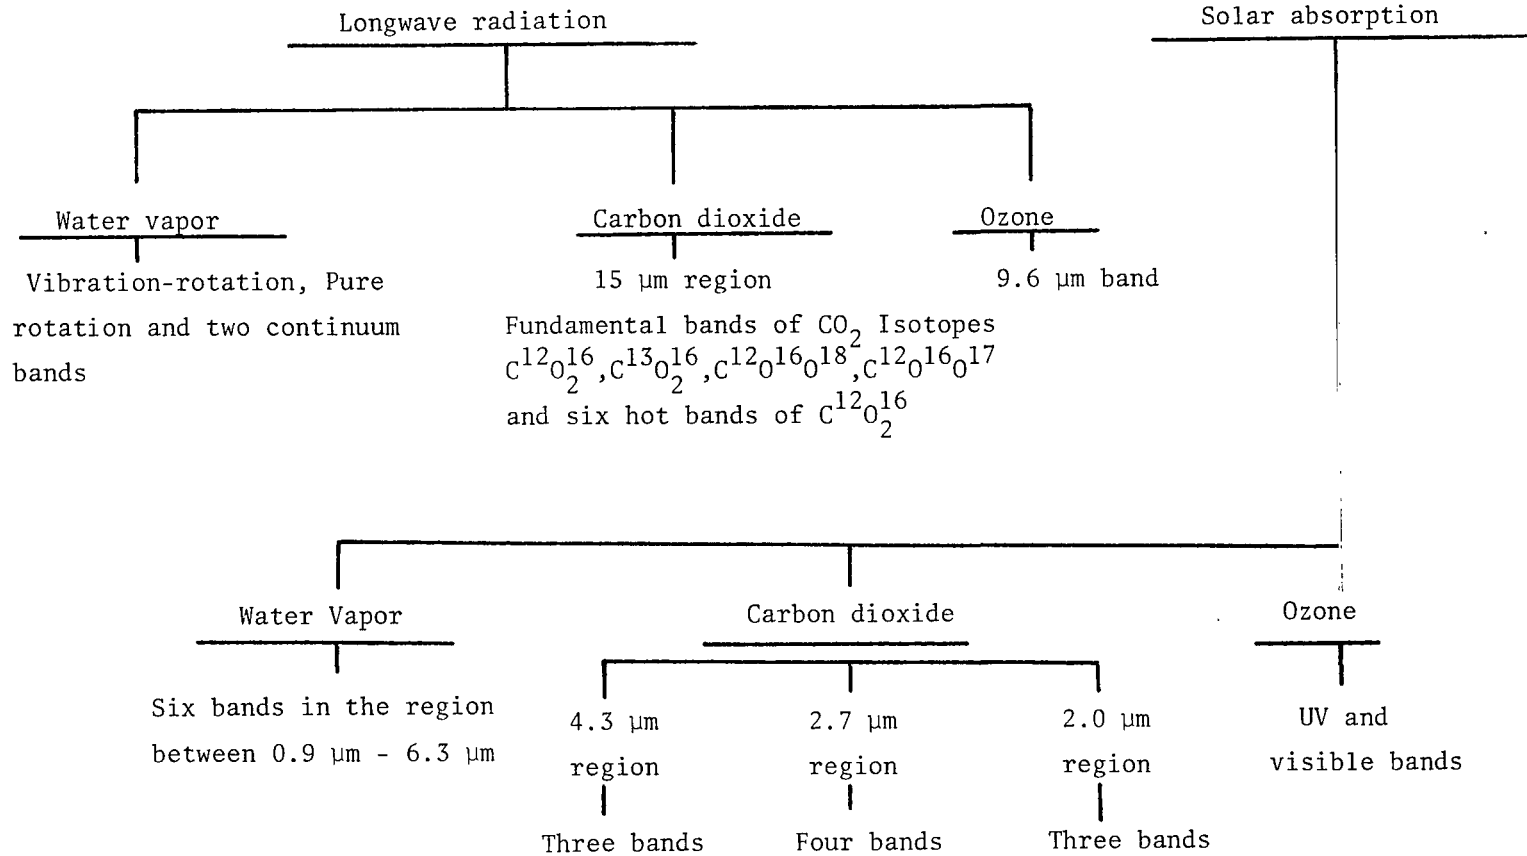 Longwave radiation
Solar absorption
Water vapor
Carbon dioxide
Ozone
Vibration-rotation, Pure
rotation and two continuum
bands
15 μm region
Fundamental bands of CO₂ Isotopes
C¹²O₂¹⁶,C¹³O₂¹⁶,C¹²O¹⁶O¹⁸,C¹²O¹⁶O¹⁷
and six hot bands of C¹²O₂¹⁶
9.6 μm band
Water Vapor
Carbon dioxide
Ozone
Six bands in the region
between 0.9 μm - 6.3 μm
4.3 μm
region
Three bands
2.7 μm
region
Four bands
2.0 μm
region
Three bands
UV and
visible bands